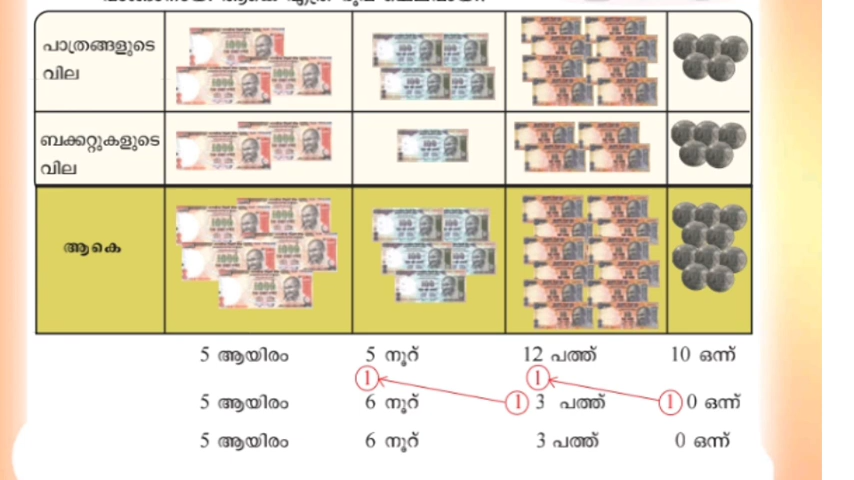 പാത്രങ്ങളുടെ
വില
ബക്കറ്റുകളുടെ
വില
ആകെ
5 ആയിരം 5 നൂറ് 12 പത്ത് 10 ഒന്ന്
1 1
5 ആയിരം 6 നൂറ് 1 3 പത്ത് 1 0 ഒന്ന്
5 ആയിരം 6 നൂറ് 3 പത്ത് 0 ഒന്ന്